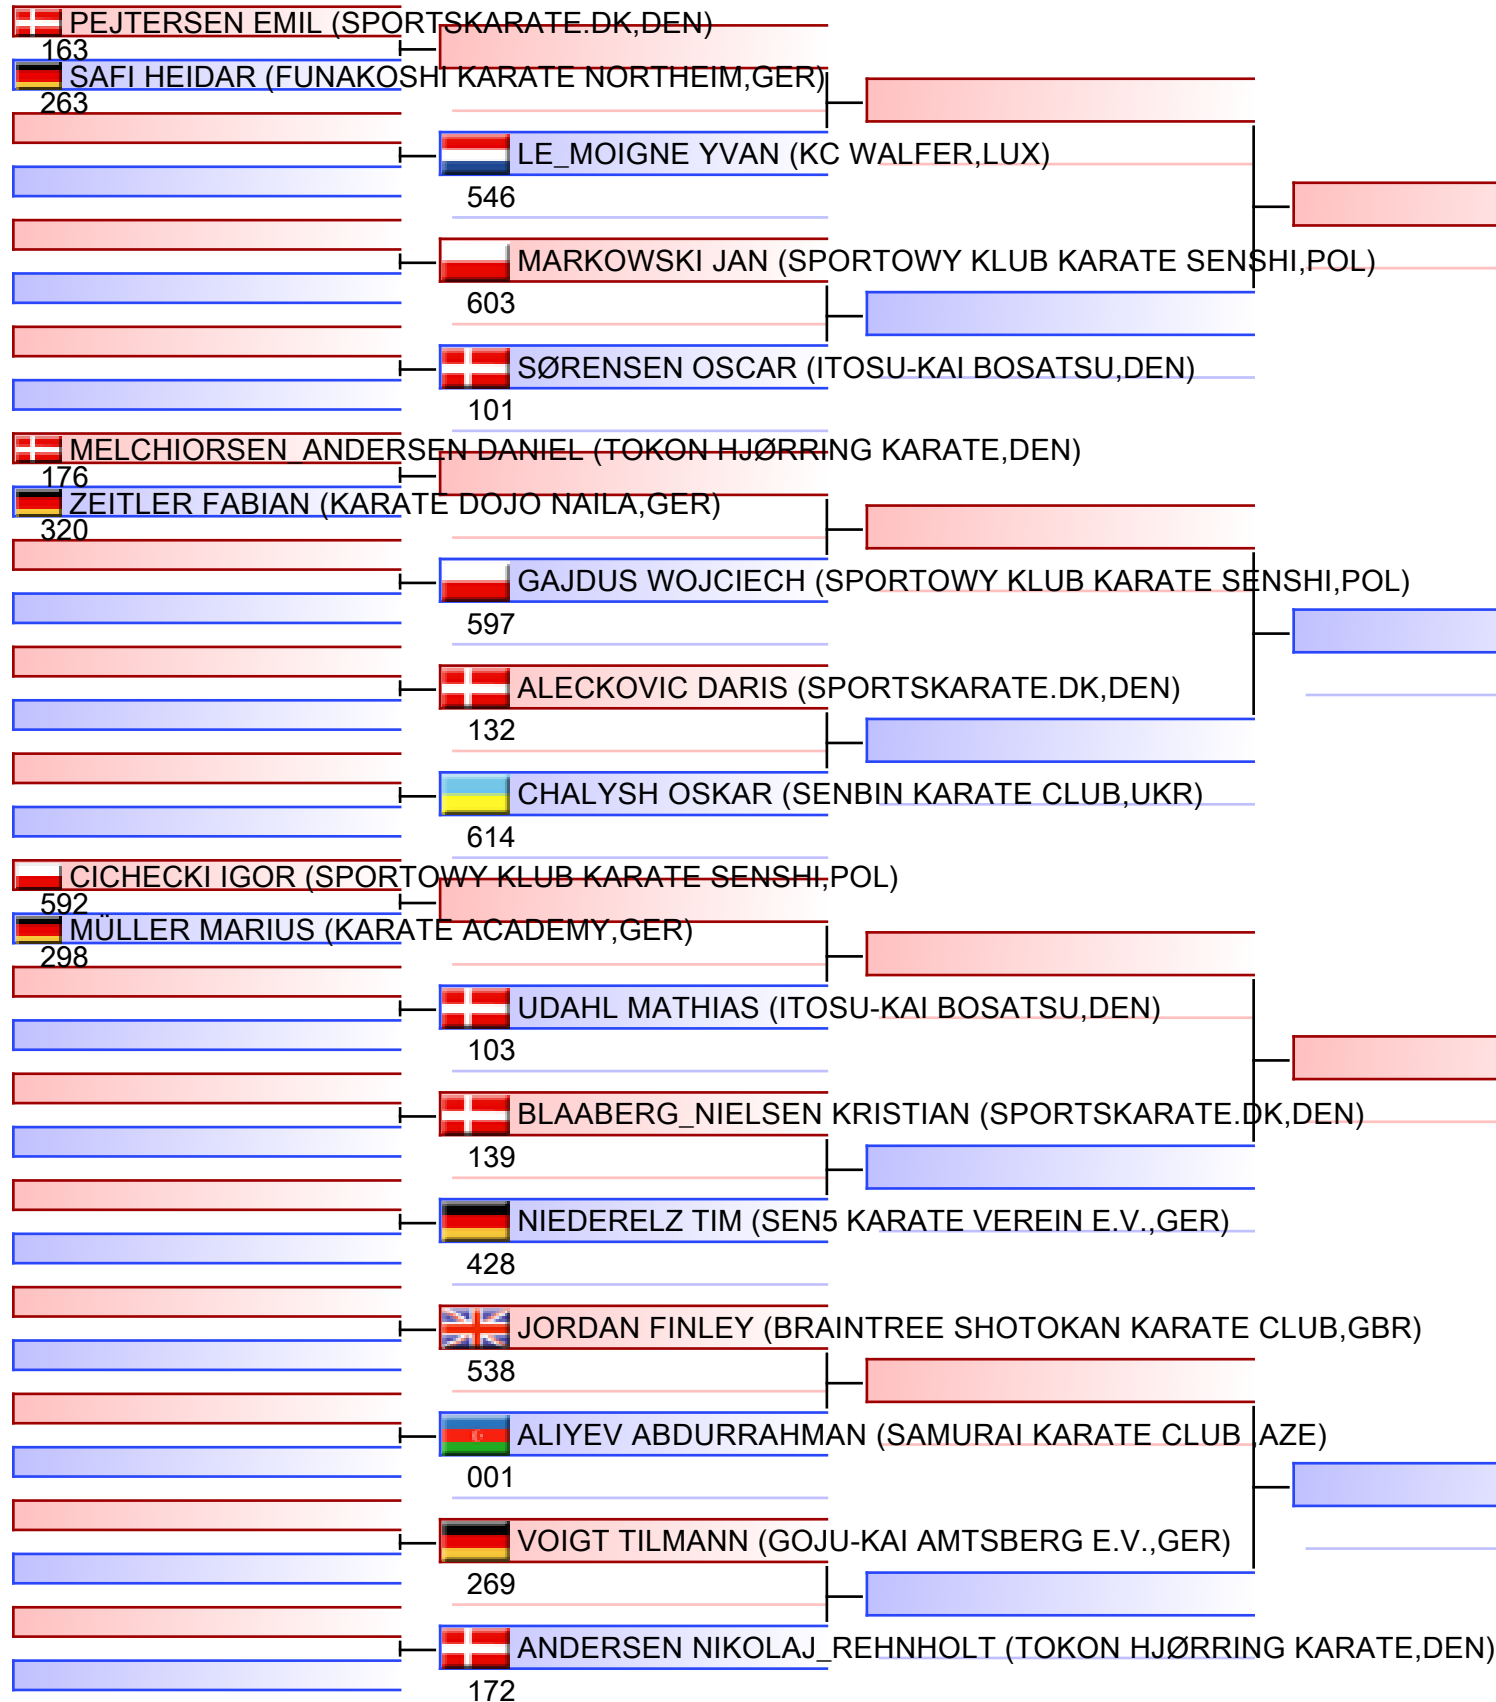 PEJTERSEN EMIL (SPORTSKARATE.DK,DEN)
163
SAFI HEIDAR (FUNAKOSHI KARATE NORTHEIM,GER)
263
LE_MOIGNE YVAN (KC WALFER,LUX)
546
MARKOWSKI JAN (SPORTOWY KLUB KARATE SENSHI,POL)
603
SØRENSEN OSCAR (ITOSU-KAI BOSATSU,DEN)
101
MELCHIORSEN_ANDERSEN DANIEL (TOKON HJØRRING KARATE,DEN)
176
ZEITLER FABIAN (KARATE DOJO NAILA,GER)
320
GAJDUS WOJCIECH (SPORTOWY KLUB KARATE SENSHI,POL)
597
ALECKOVIC DARIS (SPORTSKARATE.DK,DEN)
132
CHALYSH OSKAR (SENBIN KARATE CLUB,UKR)
614
CICHECKI IGOR (SPORTOWY KLUB KARATE SENSHI,POL)
592
MÜLLER MARIUS (KARATE ACADEMY,GER)
298
UDAHL MATHIAS (ITOSU-KAI BOSATSU,DEN)
103
BLAABERG_NIELSEN KRISTIAN (SPORTSKARATE.DK,DEN)
139
NIEDERELZ TIM (SEN5 KARATE VEREIN E.V.,GER)
428
JORDAN FINLEY (BRAINTREE SHOTOKAN KARATE CLUB,GBR)
538
ALIYEV ABDURRAHMAN (SAMURAI KARATE CLUB ,AZE)
001
VOIGT TILMANN (GOJU-KAI AMTSBERG E.V.,GER)
269
ANDERSEN NIKOLAJ_REHNHOLT (TOKON HJØRRING KARATE,DEN)
172